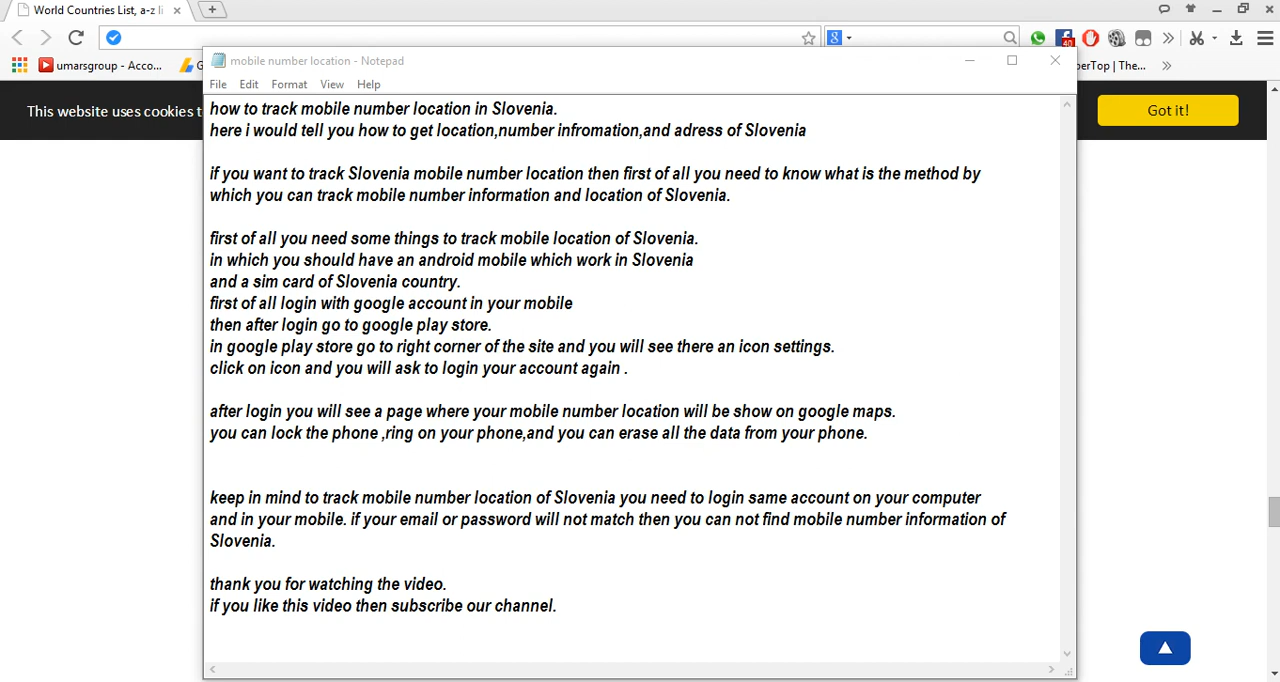 World Countries List, a-z li
umarsgroup - Acco...
G
perTop | The...
40
mobile number location - Notepad
File Edit Format View Help
This website uses cookies t
Got it!
how to track mobile number location in Slovenia.
here i would tell you how to get location,number infromation,and adress of Slovenia
if you want to track Slovenia mobile number location then first of all you need to know what is the method by
which you can track mobile number information and location of Slovenia.
first of all you need some things to track mobile location of Slovenia.
in which you should have an android mobile which work in Slovenia
and a sim card of Slovenia country.
first of all login with google account in your mobile
then after login go to google play store.
in google play store go to right corner of the site and you will see there an icon settings.
click on icon and you will ask to login your account again .
after login you will see a page where your mobile number location will be show on google maps.
you can lock the phone ,ring on your phone,and you can erase all the data from your phone.
keep in mind to track mobile number location of Slovenia you need to login same account on your computer
and in your mobile. if your email or password will not match then you can not find mobile number information of
Slovenia.
thank you for watching the video.
if you like this video then subscribe our channel.